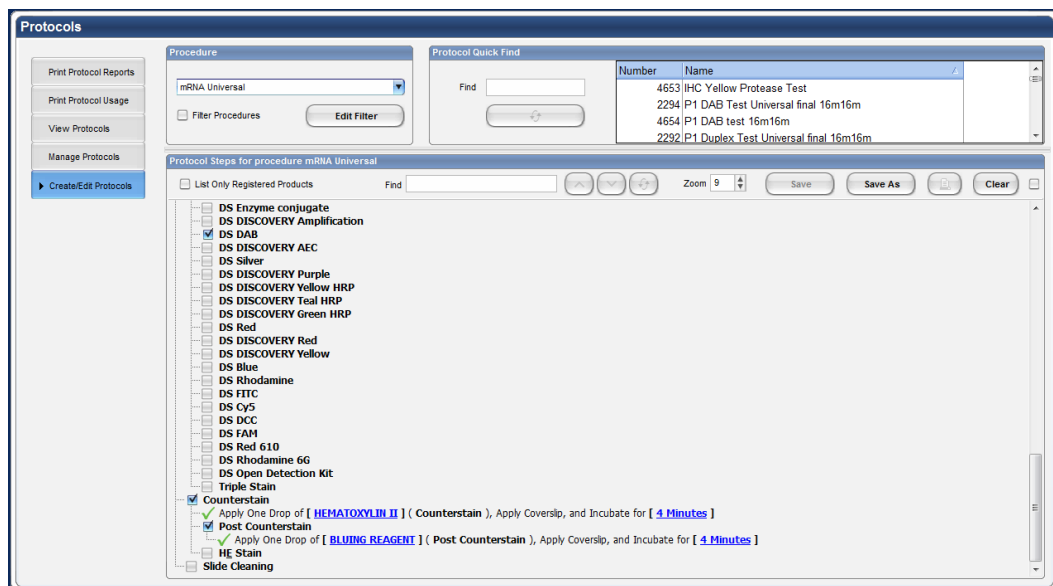 Protocols
Print Protocol Reports
Print Protocol Usage
View Protocols
Manage Protocols
Create/Edit Protocols
Procedure
mRNA Universal
Filter Procedures
Edit Filter
Protocol Quick Find
Find
Number Name
4653 IHC Yellow Protease Test
2294 P1 DAB Test Universal final 16m16m
4654 P1 DAB test 16m16m
2292 P1 Duplex Test Universal final 16m16m
Protocol Steps for procedure mRNA Universal
List Only Registered Products Find Zoom 9 Save Save As Clear
DS Enzyme conjugate
DS DISCOVERY Amplification
DS DAB
DS DISCOVERY AEC
DS Silver
DS DISCOVERY Purple
DS DISCOVERY Yellow HRP
DS DISCOVERY Teal HRP
DS DISCOVERY Green HRP
DS Red
DS DISCOVERY Red
DS DISCOVERY Yellow
DS Blue
DS Rhodamine
DS FITC
DS Cy5
DS DCC
DS FAM
DS Red 610
DS Rhodamine 6G
DS Open Detection Kit
Triple Stain
Counterstain
Apply One Drop of [ HEMATOXYLIN II ] ( Counterstain ), Apply Coverslip, and Incubate for [ 4 Minutes ]
Post Counterstain
Apply One Drop of [ BLUING REAGENT ] ( Post Counterstain ), Apply Coverslip, and Incubate for [ 4 Minutes ]
HE Stain
Slide Cleaning